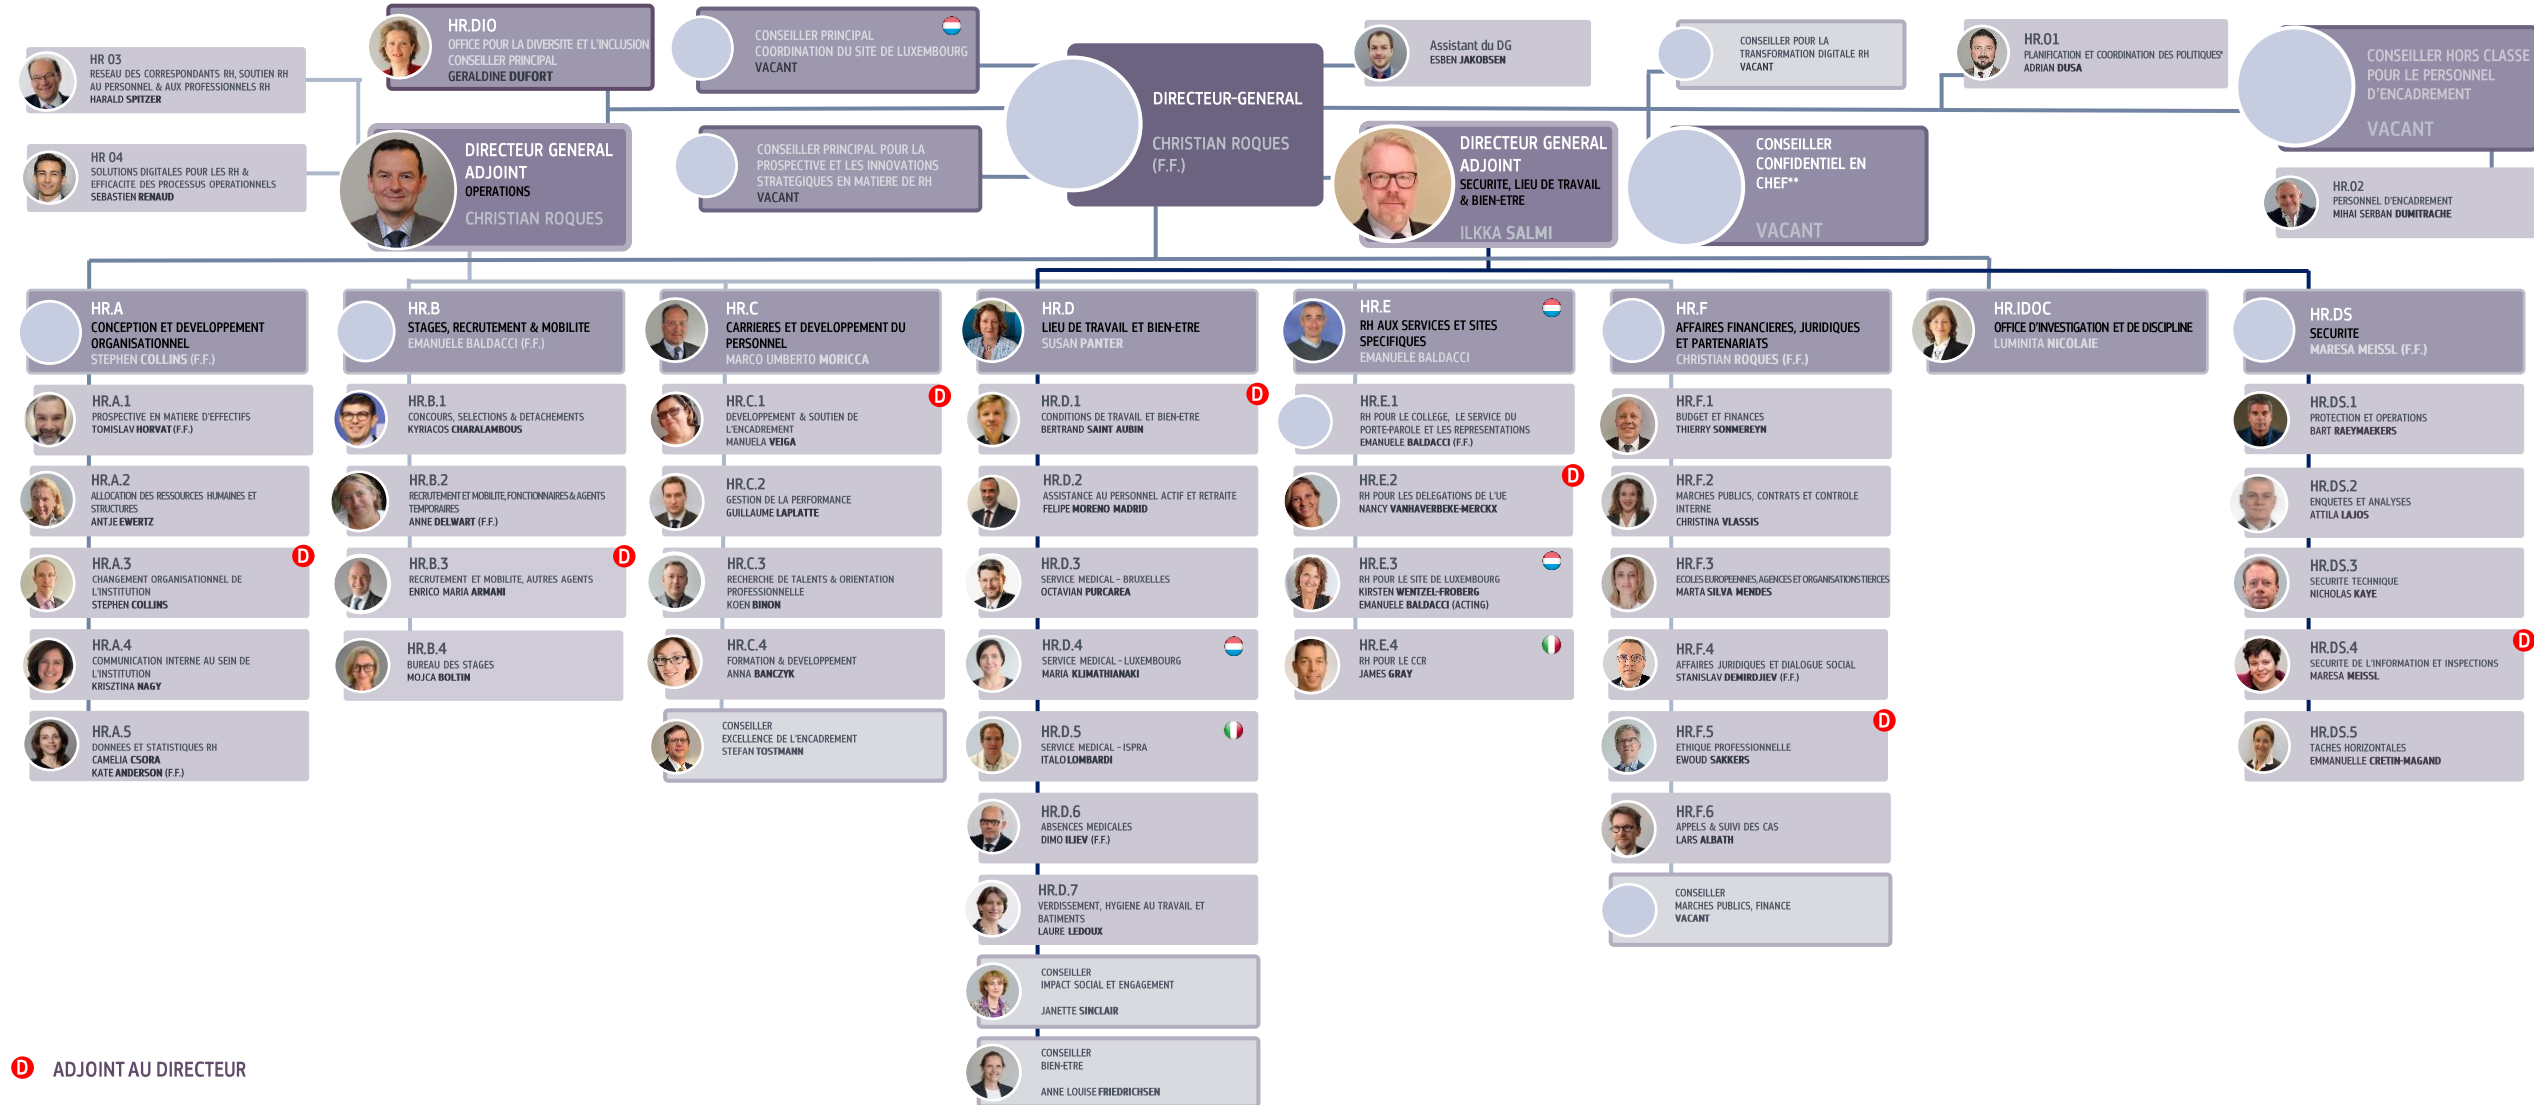 HR 03
RESEAU DES CORRESPONDANTS RH, SOUTIEN RH
AU PERSONNEL & AUX PROFESSIONNELS RH
HARALD SPITZER
HR 04
SOLUTIONS DIGITALES POUR LES RH &
EFFICACITE DES PROCESSUS OPERATIONNELS
SEBASTIEN RENAUD
HR.DIO
OFFICE POUR LA DIVERSITE ET L'INCLUSION
CONSEILLER PRINCIPAL
GERALDINE DUFORT
DIRECTEUR GENERAL
ADJOINT
OPERATIONS
CHRISTIAN ROQUES
CONSEILLER PRINCIPAL
COORDINATION DU SITE DE LUXEMBOURG
VACANT
CONSEILLER PRINCIPAL POUR LA
PROSPECTIVE ET LES INNOVATIONS
STRATEGIQUES EN MATIERE DE RH
VACANT
DIRECTEUR-GENERAL
CHRISTIAN ROQUES
(F.F.)
Assistant du DG
ESBEN JAKOBSEN
DIRECTEUR GENERAL
ADJOINT
SECURITE, LIEU DE TRAVAIL
& BIEN-ETRE
ILKKA SALMI
CONSEILLER POUR LA
TRANSFORMATION DIGITALE RH
VACANT
CONSEILLER
CONFIDENTIEL EN
CHEF**
VACANT
HR.01
PLANIFICATION ET COORDINATION DES POLITIQUES*
ADRIAN DUSA
CONSEILLER HORS CLASSE
POUR LE PERSONNEL
D'ENCADREMENT
VACANT
HR.02
PERSONNEL D'ENCADREMENT
MIHAI SERBAN DUMITRACHE
HR.A
CONCEPTION ET DEVELOPPEMENT
ORGANISATIONNEL
STEPHEN COLLINS (F.F.)
HR.A.1
PROSPECTIVE EN MATIERE D'EFFECTIFS
TOMISLAV HORVAT (F.F.)
HR.A.2
ALLOCATION DES RESSOURCES HUMAINES ET
STRUCTURES
ANTJE EWERTZ
HR.A.3
D
CHANGEMENT ORGANISATIONNEL DE
L'INSTITUTION
STEPHEN COLLINS
HR.A.4
COMMUNICATION INTERNE AU SEIN DE
L'INSTITUTION
KRISZTINA NAGY
HR.A.5
DONNEES ET STATISTIQUES RH
CAMELIA CSORA
KATE ANDERSON (F.F.)
HR.B
STAGES, RECRUTEMENT & MOBILITE
EMANUELE BALDACCI (F.F.)
HR.B.1
CONCOURS, SELECTIONS & DETACHEMENTS
KYRIACOS CHARALAMBOUS
HR.B.2
RECRUTEMENT ET MOBILITE, FONCTIONNAIRES & AGENTS
TEMPORAIRES
ANNE DELWART (F.F.)
HR.B.3
D
RECRUTEMENT ET MOBILITE, AUTRES AGENTS
ENRICO MARIA ARMANI
HR.B.4
BUREAU DES STAGES
MOJCA BOLTIN
HR.C
CARRIERES ET DEVELOPPEMENT DU
PERSONNEL
MARCO UMBERTO MORICCA
HR.C.1
D
DEVELOPPEMENT & SOUTIEN DE
L'ENCADREMENT
MANUELA VEIGA
HR.C.2
GESTION DE LA PERFORMANCE
GUILLAUME LAPLATTE
HR.C.3
RECHERCHE DE TALENTS & ORIENTATION
PROFESSIONNELLE
KOEN BINON
HR.C.4
FORMATION & DEVELOPPEMENT
ANNA BANCZYK
CONSEILLER
EXCELLENCE DE L'ENCADREMENT
STEFAN TOSTMANN
HR.D
LIEU DE TRAVAIL ET BIEN-ETRE
SUSAN PANTER
HR.D.1
D
CONDITIONS DE TRAVAIL ET BIEN-ETRE
BERTRAND SAINT AUBIN
HR.D.2
ASSISTANCE AU PERSONNEL ACTIF ET RETRAITE
FELIPE MORENO MADRID
HR.D.3
SERVICE MEDICAL - BRUXELLES
OCTAVIAN PURCAREA
HR.D.4
SERVICE MEDICAL - LUXEMBOURG
MARIA KLIMATHIANAKI
HR.D.5
SERVICE MEDICAL - ISPRA
ITALO LOMBARDI
HR.D.6
ABSENCES MEDICALES
DIMO ILIEV (F.F.)
HR.D.7
VERDISSEMENT, HYGIENE AU TRAVAIL ET
BATIMENTS
LAURE LEDOUX
CONSEILLER
IMPACT SOCIAL ET ENGAGEMENT
JANETTE SINCLAIR
CONSEILLER
BIEN-ETRE
ANNE LOUISE FRIEDRICHSEN
HR.E
RH AUX SERVICES ET SITES
SPECIFIQUES
EMANUELE BALDACCI
HR.E.1
RH POUR LE COLLEGE, LE SERVICE DU
PORTE-PAROLE ET LES REPRESENTATIONS
EMANUELE BALDACCI (F.F.)
HR.E.2
D
RH POUR LES DELEGATIONS DE L'UE
NANCY VANHAVERBEKE-MERCKX
HR.E.3
RH POUR LE SITE DE LUXEMBOURG
KIRSTEN WENTZEL-FROBERG
EMANUELE BALDACCI (ACTING)
HR.E.4
RH POUR LE CCR
JAMES GRAY
HR.F
AFFAIRES FINANCIERES, JURIDIQUES
ET PARTENARIATS
CHRISTIAN ROQUES (F.F.)
HR.F.1
BUDGET ET FINANCES
THIERRY SONMEREYN
HR.F.2
MARCHES PUBLICS, CONTRATS ET CONTROLE
INTERNE
CHRISTINA VLASSIS
HR.F.3
ECOLES EUROPEENNES, AGENCES ET ORGANISATIONS TIERCES
MARTA SILVA MENDES
HR.F.4
AFFAIRES JURIDIQUES ET DIALOGUE SOCIAL
STANISLAV DEMIRDJIEV (F.F.)
HR.F.5
D
ETHIQUE PROFESSIONNELLE
EWOUD SAKKERS
HR.F.6
APPELS & SUIVI DES CAS
LARS ALBATH
CONSEILLER
MARCHES PUBLICS, FINANCE
VACANT
HR.IDOC
OFFICE D'INVESTIGATION ET DE DISCIPLINE
LUMINITA NICOLAIE
HR.DS
SECURITE
MARESA MEISSL (F.F.)
HR.DS.1
PROTECTION ET OPERATIONS
BART RAEYMAEKERS
HR.DS.2
ENQUETES ET ANALYSES
ATTILA LAJOS
HR.DS.3
SECURITE TECHNIQUE
NICHOLAS KAYE
HR.DS.4
D
SECURITE DE L'INFORMATION ET INSPECTIONS
MARESA MEISSL
HR.DS.5
TACHES HORIZONTALES
EMMANUELLE CRETIN-MAGAND
D ADJOINT AU DIRECTEUR